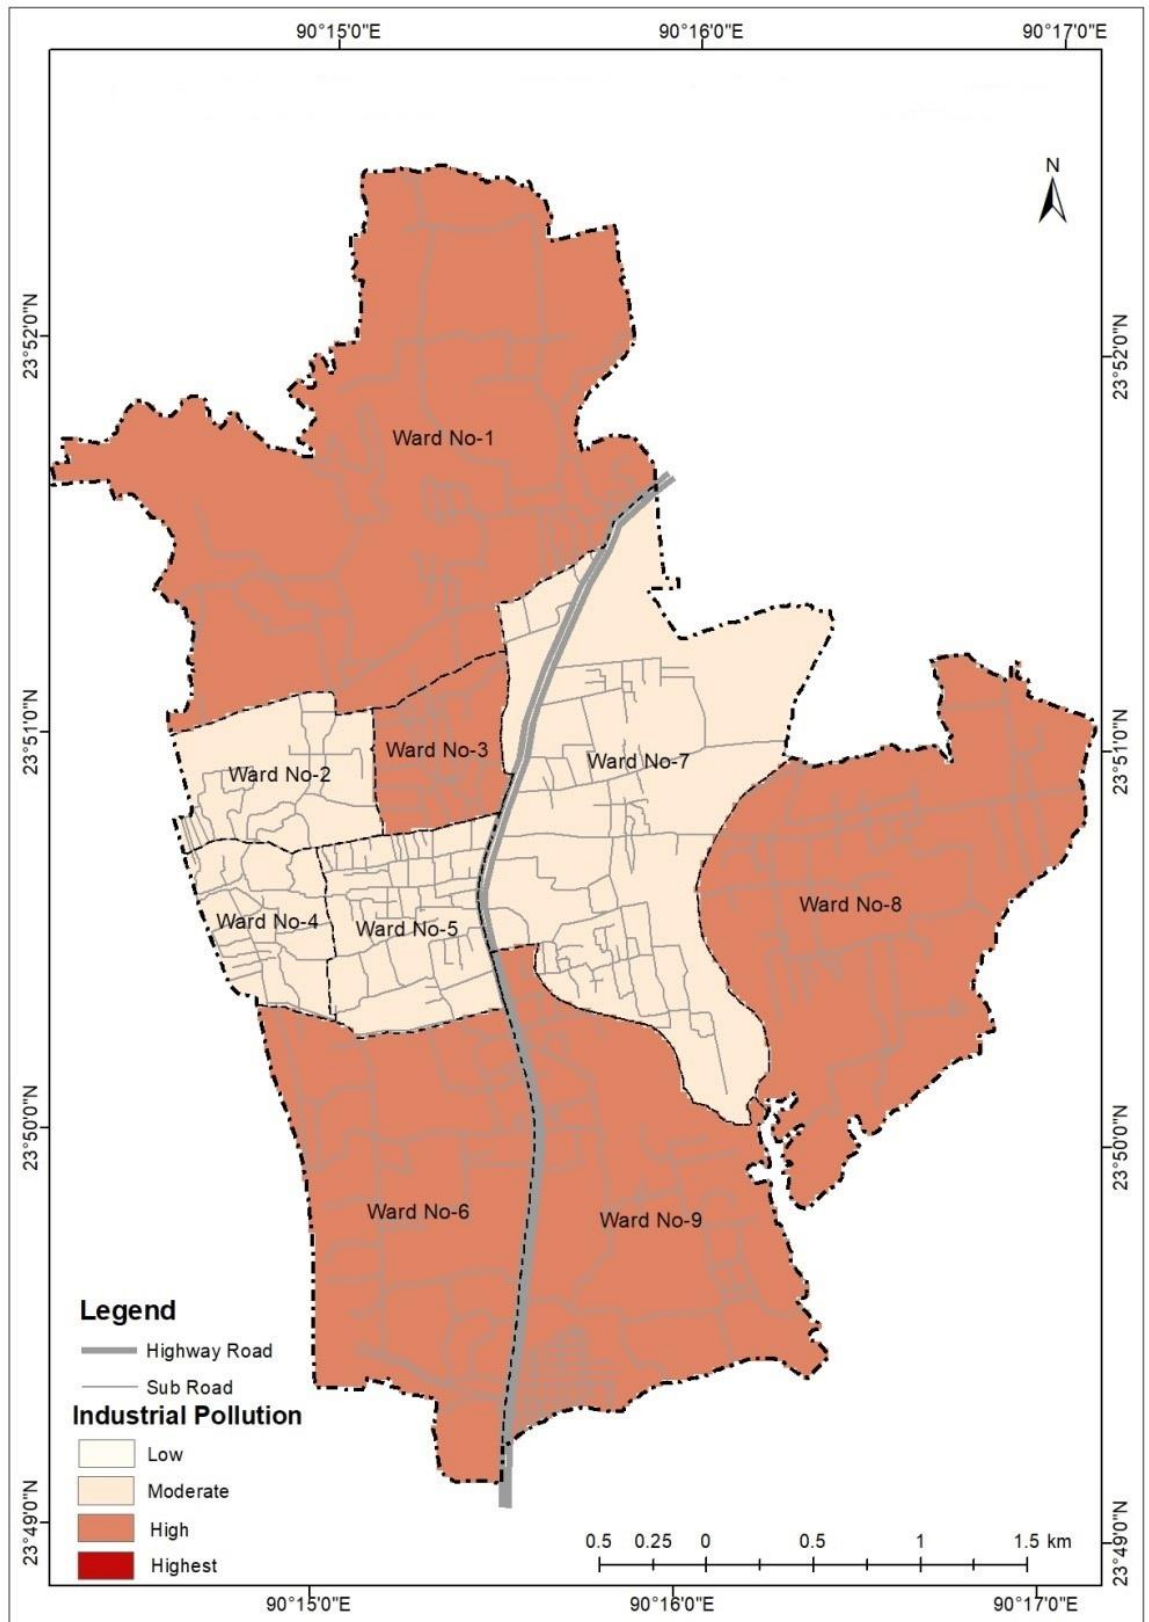 90°15'0"E 90°16'0"E 90°17'0"E
N
23°52'0"N 23°52'0"N
Ward No-1
23°51'0"N 23°51'0"N
Ward No-3
Ward No-7
Ward No-2
Ward No-8
Ward No-4
Ward No-5
23°50'0"N 23°50'0"N
Ward No-6
Ward No-9
Legend
Highway Road
Sub Road
Industrial Pollution
Low
Moderate
High
Highest
23°49'0"N 23°49'0"N
0.5 0.25 0 0.5 1 1.5 km
90°15'0"E 90°16'0"E 90°17'0"E